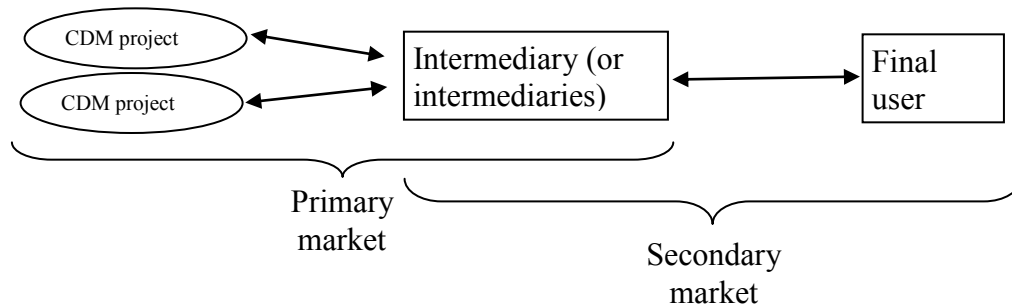 CDM project
CDM project
Intermediary (or
intermediaries)
Final
user
Primary
market
Secondary
market